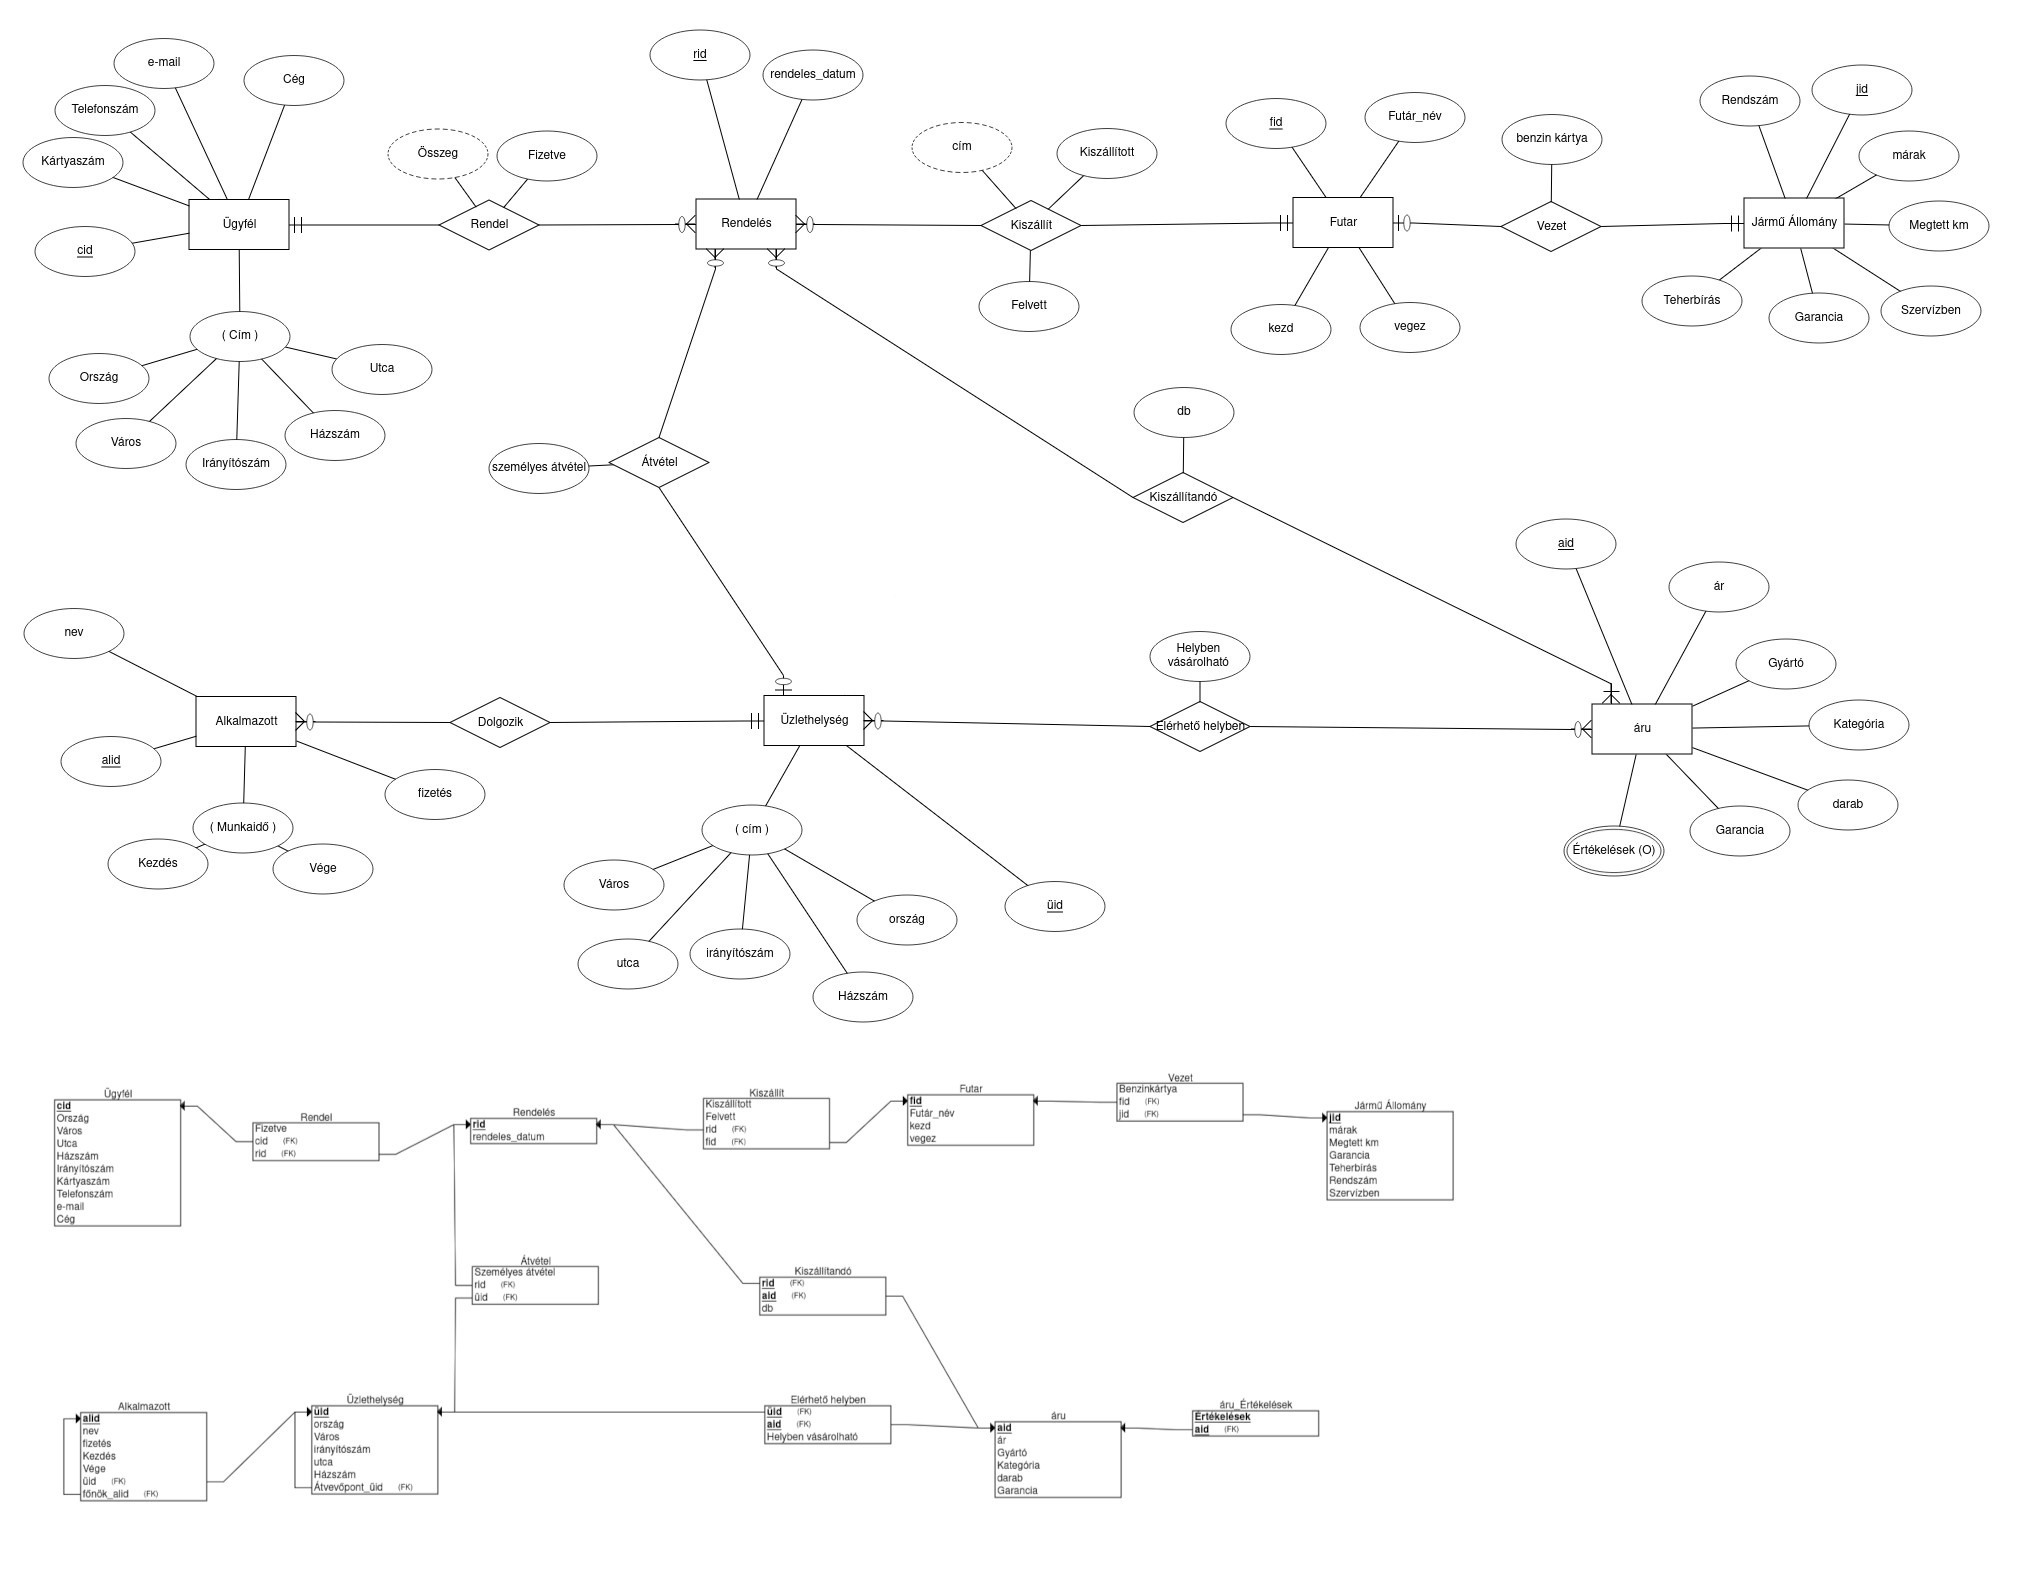 e-mail
Cég
Telefonszám
Kártyaszám
Ügyfél
cid
( Cím )
Ország
Utca
Város
Irányítószám
Házszám
Összeg
Fizetve
Rendel
rid
rendeles_datum
Rendelés
cím
Kiszállított
Kiszállít
Felvett
fid
Futár_név
Futar
kezd
vegez
benzin kártya
Vezet
Rendszám
jid
márak
Jármű Állomány
Megtett km
Teherbírás
Garancia
Szervízben
személyes átvétel
Átvétel
db
Kiszállítandó
nev
Alkalmazott
alid
( Munkaidő )
Kezdés
Vége
fizetés
Dolgozik
Üzlethelység
( cím )
Város
utca
irányítószám
Házszám
ország
üid
Helyben
vásárolható
Elérhető helyben
aid
ár
Gyártó
Kategória
áru
darab
Garancia
Értékelések (O)
Ügyfél
cid
Ország
Város
Utca
Házszám
Irányítószám
Kártyaszám
Telefonszám
e-mail
Cég
Rendel
Fizetve
cid (FK)
rid (FK)
Rendelés
rid
rendeles_datum
Kiszállít
Kiszállított
Felvett
rid (FK)
fid (FK)
Futar
fid
Futár_név
kezd
vegez
Vezet
Benzinkártya
fid (FK)
jid (FK)
Jármű Állomány
jid
márak
Megtett km
Garancia
Teherbírás
Rendszám
Szervízben
Átvétel
Személyes átvétel
rid (FK)
üid (FK)
Kiszállítandó
rid (FK)
aid (FK)
db
Alkalmazott
alid
nev
fizetés
Kezdés
Vége
üid (FK)
főnök_alid (FK)
Üzlethelység
üid
ország
Város
irányítószám
utca
Házszám
Átvevőpont_üid (FK)
Elérhető helyben
üid (FK)
aid (FK)
Helyben vásárolható
áru
aid
ár
Gyártó
Kategória
darab
Garancia
áru_Értékelések
Értékelések
aid (FK)